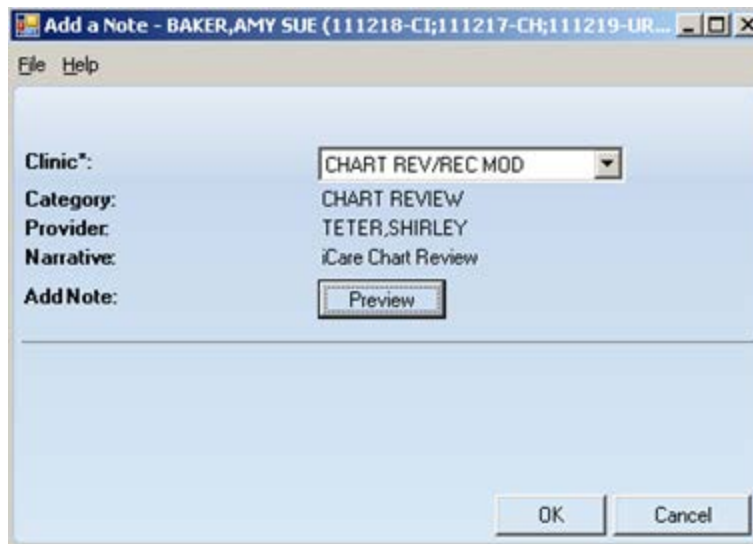 Add a Note - BAKER,AMY SUE (111218-CI;111217-CH;111219-UR...
File Help
Clinic*: CHART REV/REC MOD
Category: CHART REVIEW
Provider: TETER,SHIRLEY
Narrative: iCare Chart Review
Add Note: Preview
OK Cancel